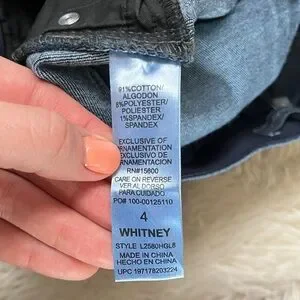 91%COTTON/
ALGODON
8%POLYESTER/
POLIESTER
1%SPANDEX/
SPANDEX
EXCLUSIVE OF
ORNAMENTATION
EXCLUSIVO DE
ORNAMENTACION
RN#15600
CARE ON REVERSE
VER AL DORSO
PARA CUIDADO
PO# 100-00125110
4
WHITNEY
STYLE L2580HGL8
MADE IN CHINA
HECHO EN CHINA
UPC 197178203224